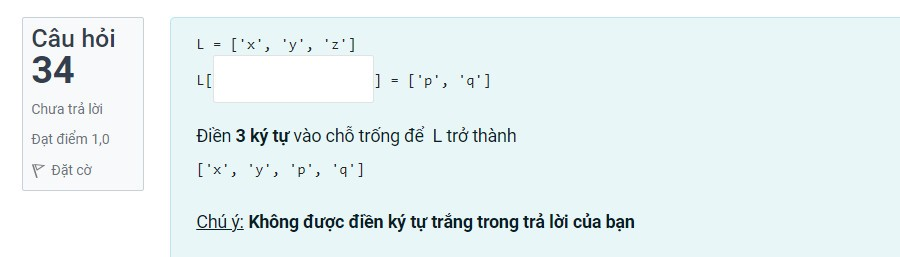 Câu hỏi
34
Chưa trả lời
Đạt điểm 1,0
Đặt cờ
L = ['x', 'y', 'z']
L[ ] = ['p', 'q']
Điền 3 ký tự vào chỗ trống để L trở thành
['x', 'y', 'p', 'q']
Chú ý: Không được điền ký tự trắng trong trả lời của bạn